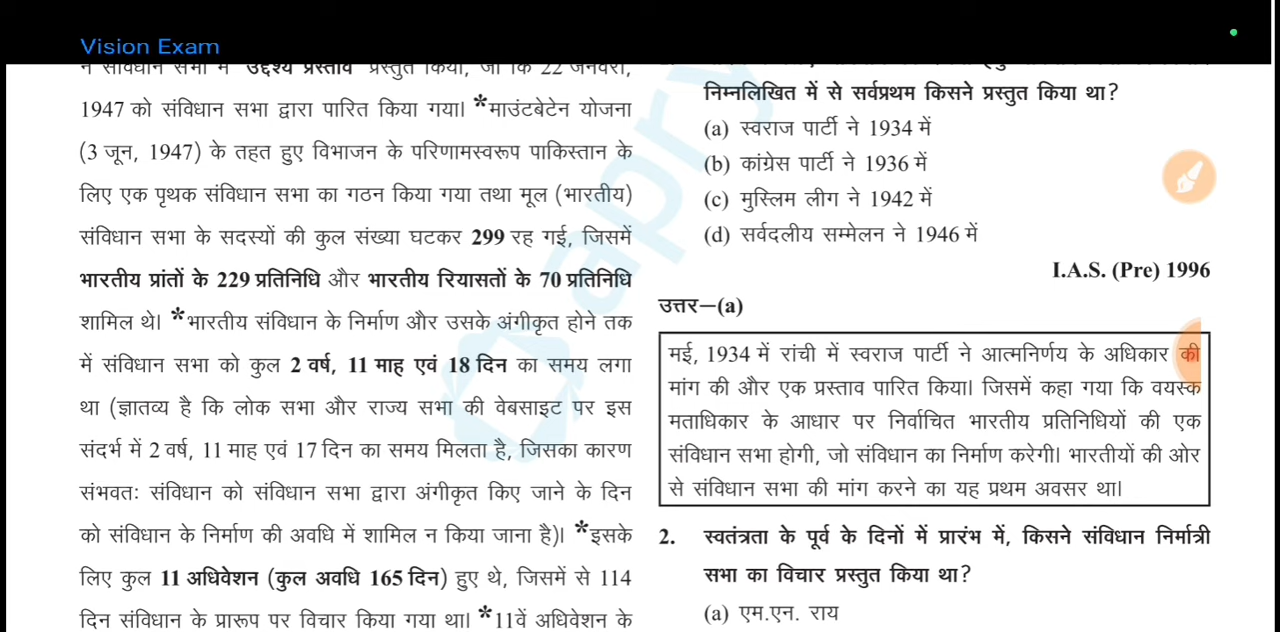 Vision Exam
ने संविधान सभा में 'उद्देश्य प्रस्ताव' प्रस्तुत किया, जो कि 22 जनवरी,
1947 को संविधान सभा द्वारा पारित किया गया। *माउंटबेटेन योजना
(3 जून, 1947) के तहत हुए विभाजन के परिणामस्वरूप पाकिस्तान के
लिए एक पृथक संविधान सभा का गठन किया गया तथा मूल (भारतीय)
संविधान सभा के सदस्यों की कुल संख्या घटकर 299 रह गई, जिसमें
भारतीय प्रांतों के 229 प्रतिनिधि और भारतीय रियासतों के 70 प्रतिनिधि
शामिल थे। *भारतीय संविधान के निर्माण और उसके अंगीकृत होने तक
में संविधान सभा को कुल 2 वर्ष, 11 माह एवं 18 दिन का समय लगा
था (ज्ञातव्य है कि लोक सभा और राज्य सभा की वेबसाइट पर इस
संदर्भ में 2 वर्ष, 11 माह एवं 17 दिन का समय मिलता है, जिसका कारण
संभवतः संविधान को संविधान सभा द्वारा अंगीकृत किए जाने के दिन
को संविधान के निर्माण की अवधि में शामिल न किया जाना है)। *इसके
लिए कुल 11 अधिवेशन (कुल अवधि 165 दिन) हुए थे, जिसमें से 114
दिन संविधान के प्रारूप पर विचार किया गया था। *11वें अधिवेशन के
निम्नलिखित में से सर्वप्रथम किसने प्रस्तुत किया था?
(a) स्वराज पार्टी ने 1934 में
(b) कांग्रेस पार्टी ने 1936 में
(c) मुस्लिम लीग ने 1942 में
(d) सर्वदलीय सम्मेलन ने 1946 में
I.A.S. (Pre) 1996
उत्तर–(a)
मई, 1934 में रांची में स्वराज पार्टी ने आत्मनिर्णय के अधिकार की
मांग की और एक प्रस्ताव पारित किया। जिसमें कहा गया कि वयस्क
मताधिकार के आधार पर निर्वाचित भारतीय प्रतिनिधियों की एक
संविधान सभा होगी, जो संविधान का निर्माण करेगी। भारतीयों की ओर
से संविधान सभा की मांग करने का यह प्रथम अवसर था।
2. स्वतंत्रता के पूर्व के दिनों में प्रारंभ में, किसने संविधान निर्मात्री
सभा का विचार प्रस्तुत किया था?
(a) एम.एन. राय